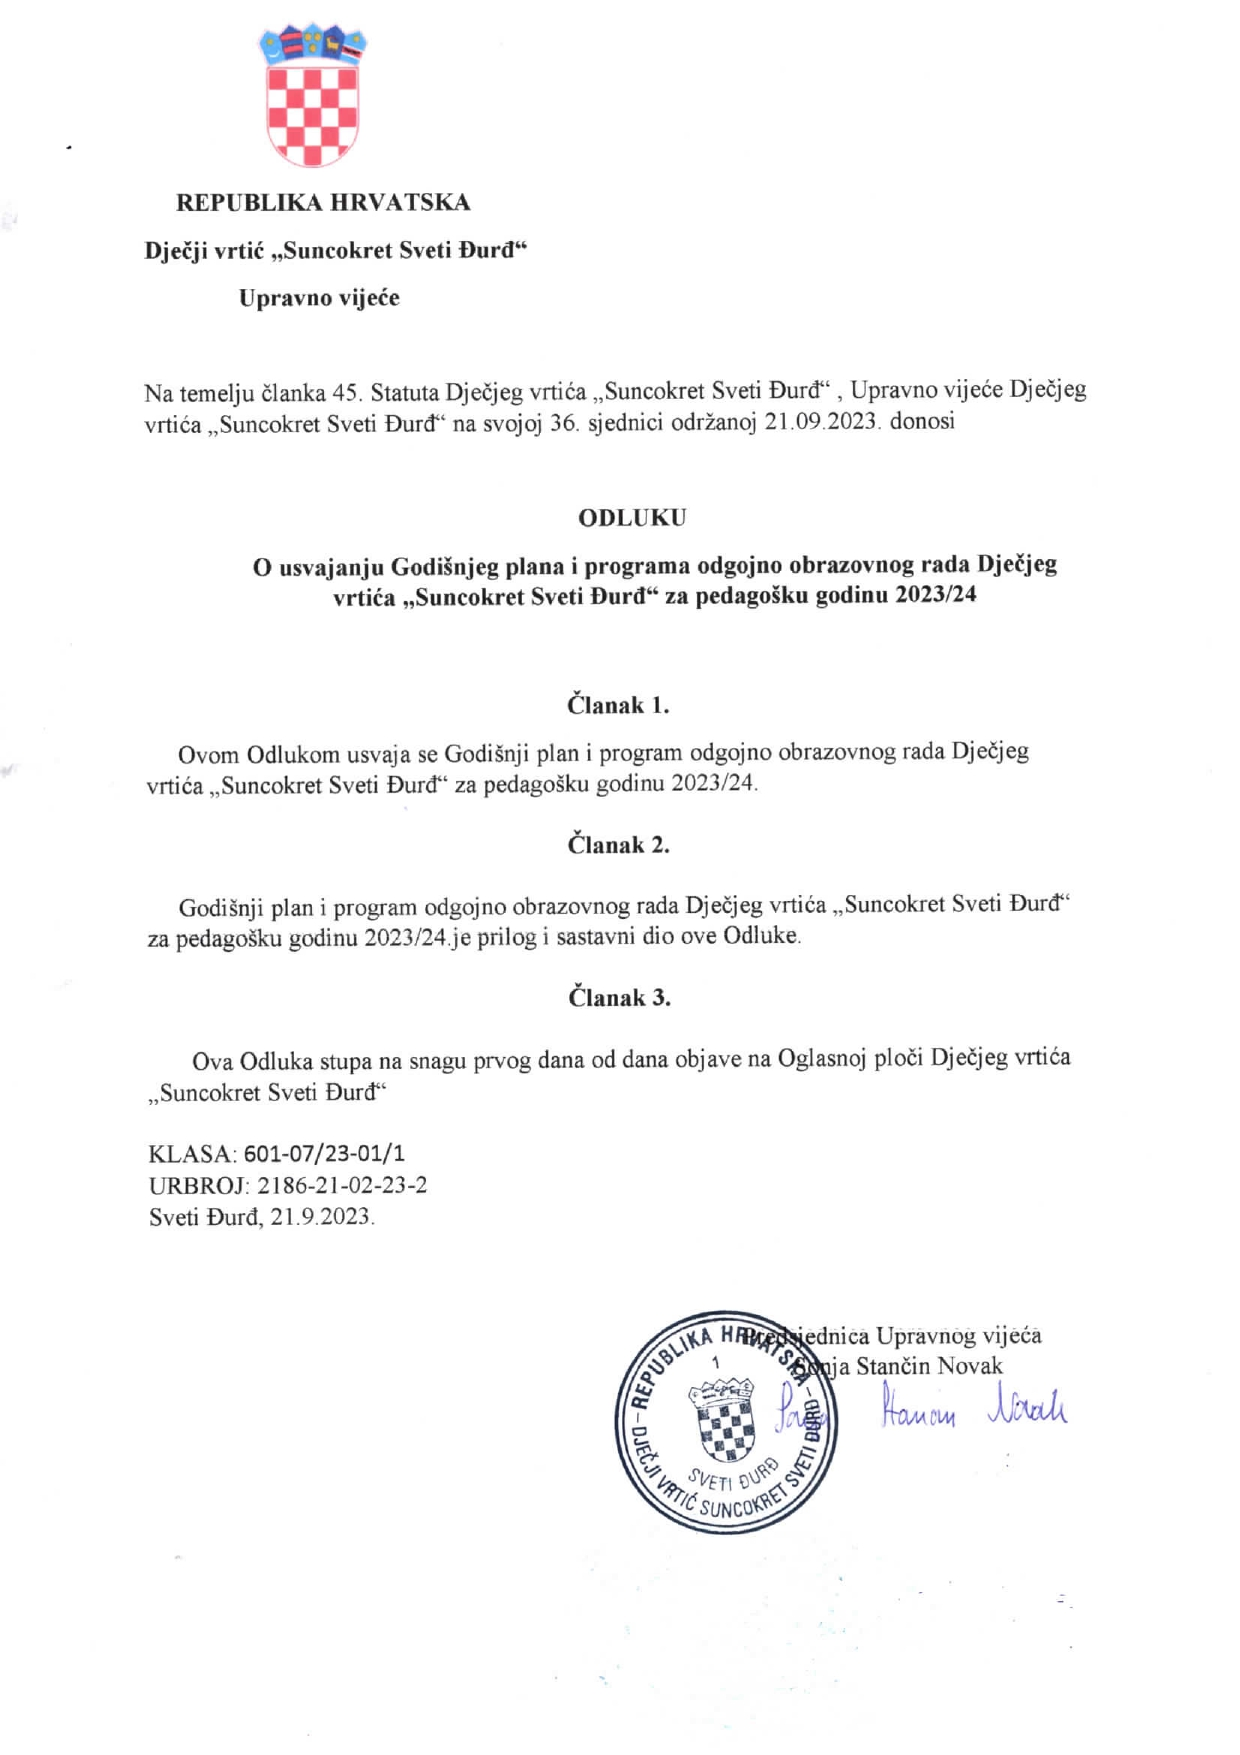 REPUBLIKA HRVATSKA
Dječji vrtić „Suncokret Sveti Đurđ“
Upravno vijeće
Na temelju članka 45. Statuta Dječjeg vrtića „Suncokret Sveti Đurđ“ , Upravno vijeće Dječjeg
vrtića „Suncokret Sveti Đurđ“ na svojoj 36. sjednici održanoj 21.09.2023. donosi
ODLUKU
O usvajanju Godišnjeg plana i programa odgojno obrazovnog rada Dječjeg
vrtića „Suncokret Sveti Đurđ“ za pedagošku godinu 2023/24
Članak 1.
Ovom Odlukom usvaja se Godišnji plan i program odgojno obrazovnog rada Dječjeg
vrtića „Suncokret Sveti Đurđ“ za pedagošku godinu 2023/24.
Članak 2.
Godišnji plan i program odgojno obrazovnog rada Dječjeg vrtića „Suncokret Sveti Đurđ“
za pedagošku godinu 2023/24.je prilog i sastavni dio ove Odluke.
Članak 3.
Ova Odluka stupa na snagu prvog dana od dana objave na Oglasnoj ploči Dječjeg vrtića
„Suncokret Sveti Đurđ“
KLASA: 601-07/23-01/1
URBROJ: 2186-21-02-23-2
Sveti Đurđ, 21.9.2023.
Predsjednica Upravnog vijeća
Sonja Stančin Novak
Sonja Stančin Novak
REPUBLIKA HRVATSKA
1
SVETI ĐURĐ
DJEČJI VRTIĆ SUNCOKRET SVETI ĐURĐ